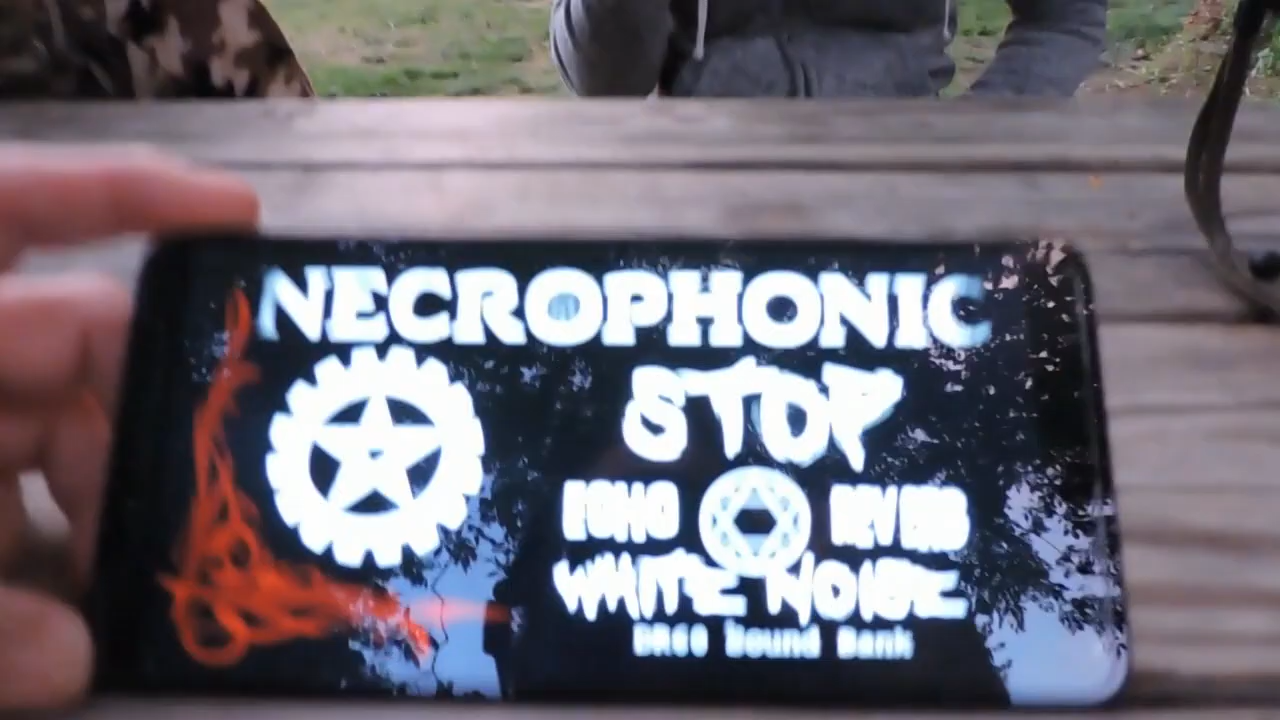 NECROPHONIC
STOP
ECHO REVERB
WHITE NOISE
Sound Bank